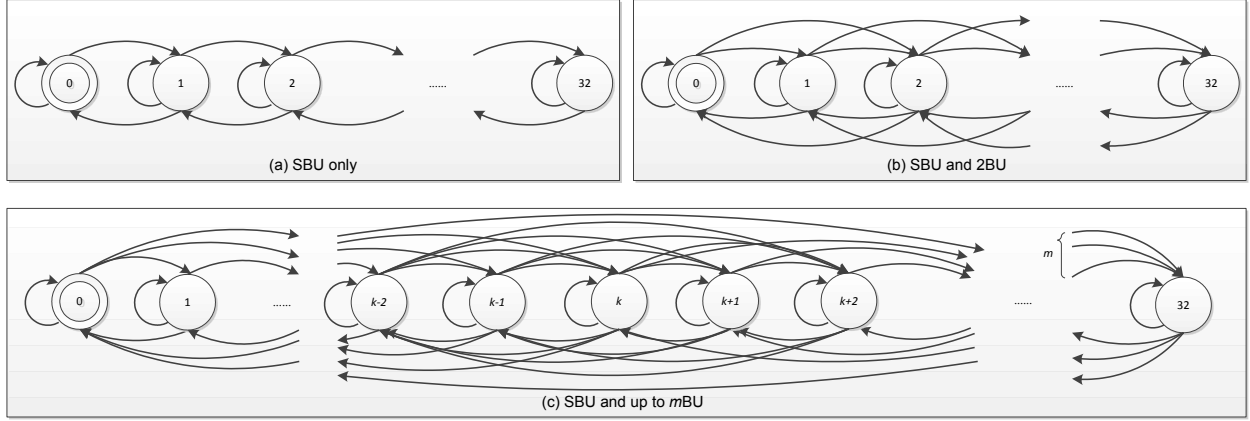 0 1 2 ...... 32
(a) SBU only
0 1 2 ...... 32
(b) SBU and 2BU
m
0 1 ...... k-2 k-1 k k+1 k+2 ...... 32
(c) SBU and up to mBU